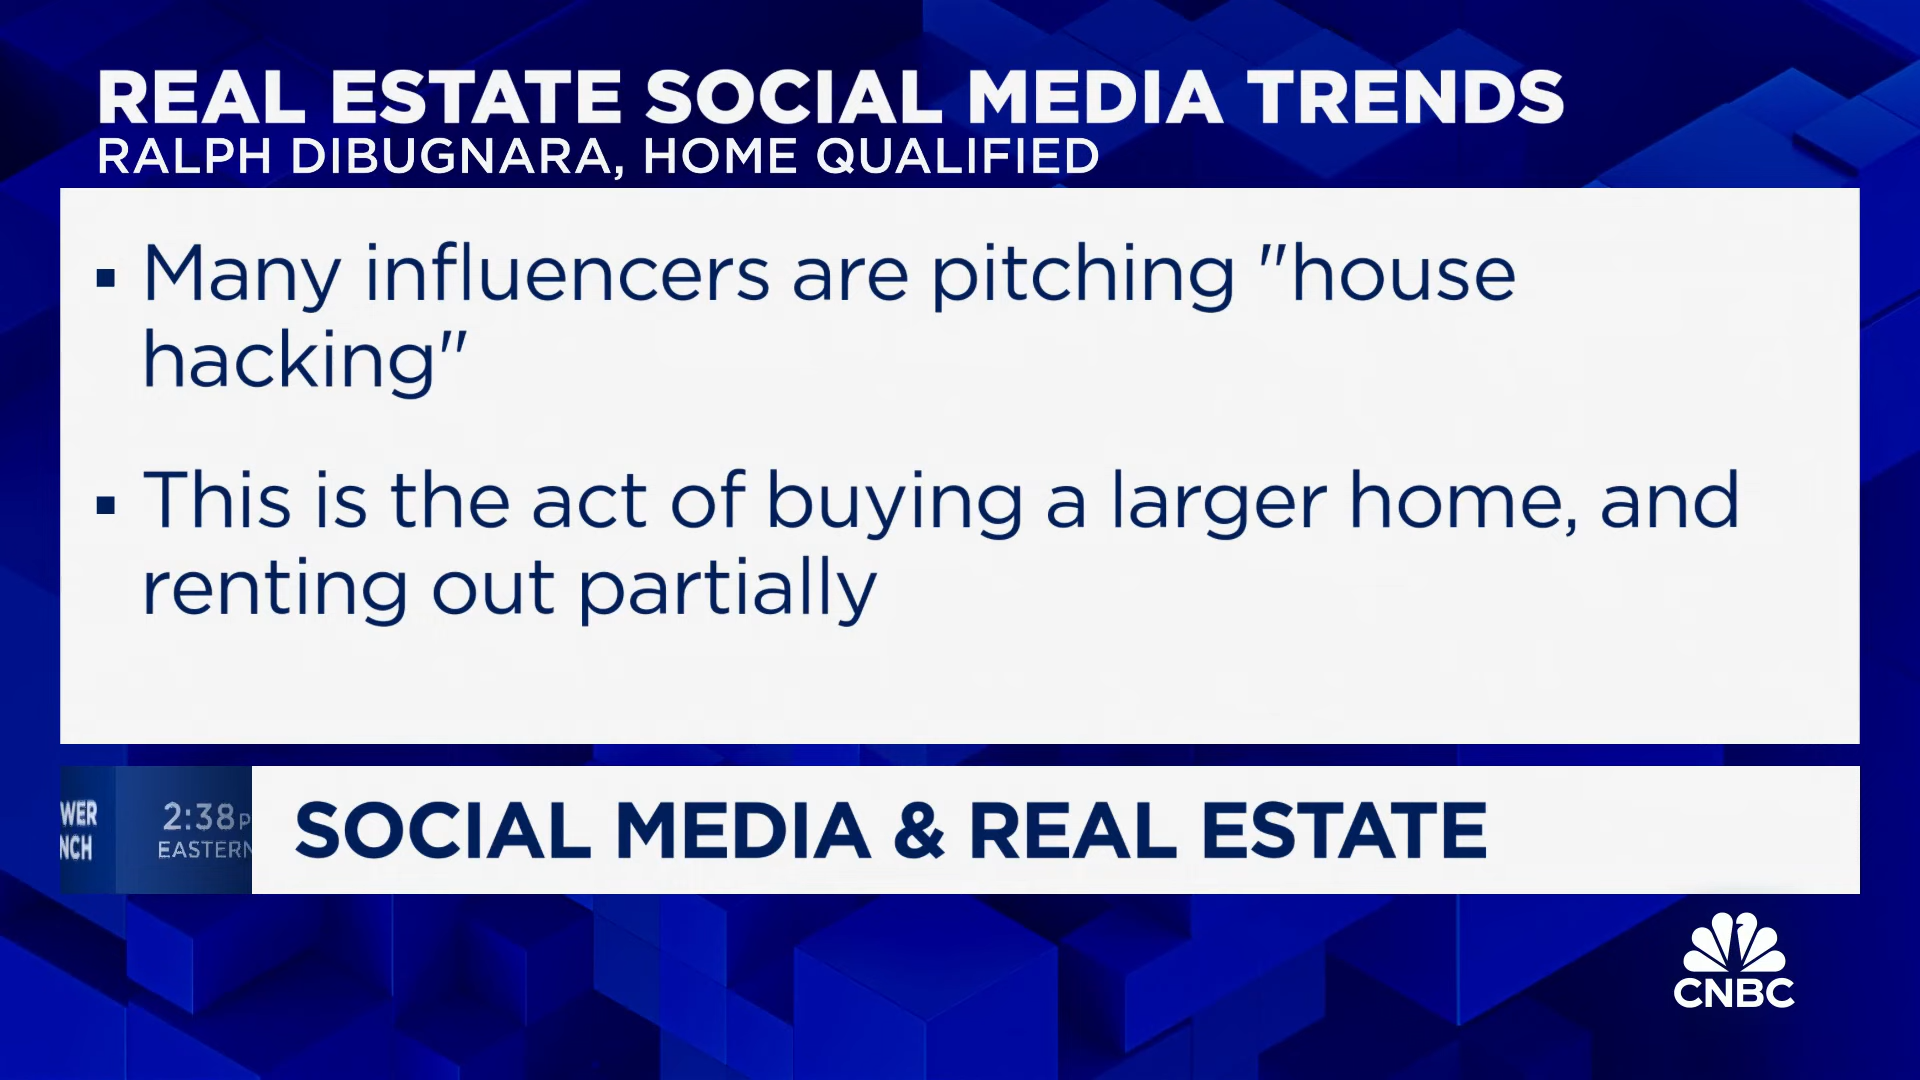 REAL ESTATE SOCIAL MEDIA TRENDS
RALPH DIBUGNARA, HOME QUALIFIED
▪ Many influencers are pitching "house
hacking"
▪ This is the act of buying a larger home, and
renting out partially
WER
NCH
2:38P
EASTERN
SOCIAL MEDIA & REAL ESTATE
CNBC